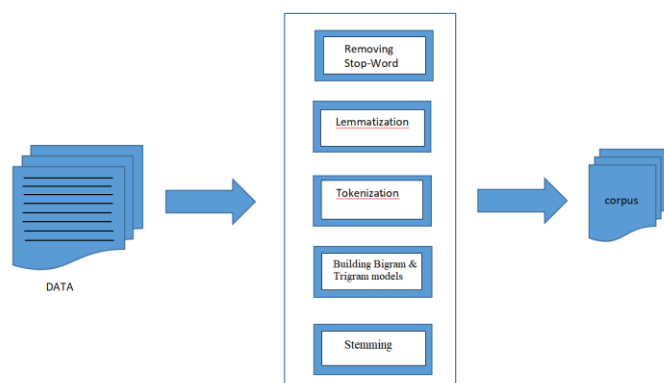 Removing
Stop-Word
Lemmatization
Tokenization
Building Bigram &
Trigram models
Stemming
DATA
corpus